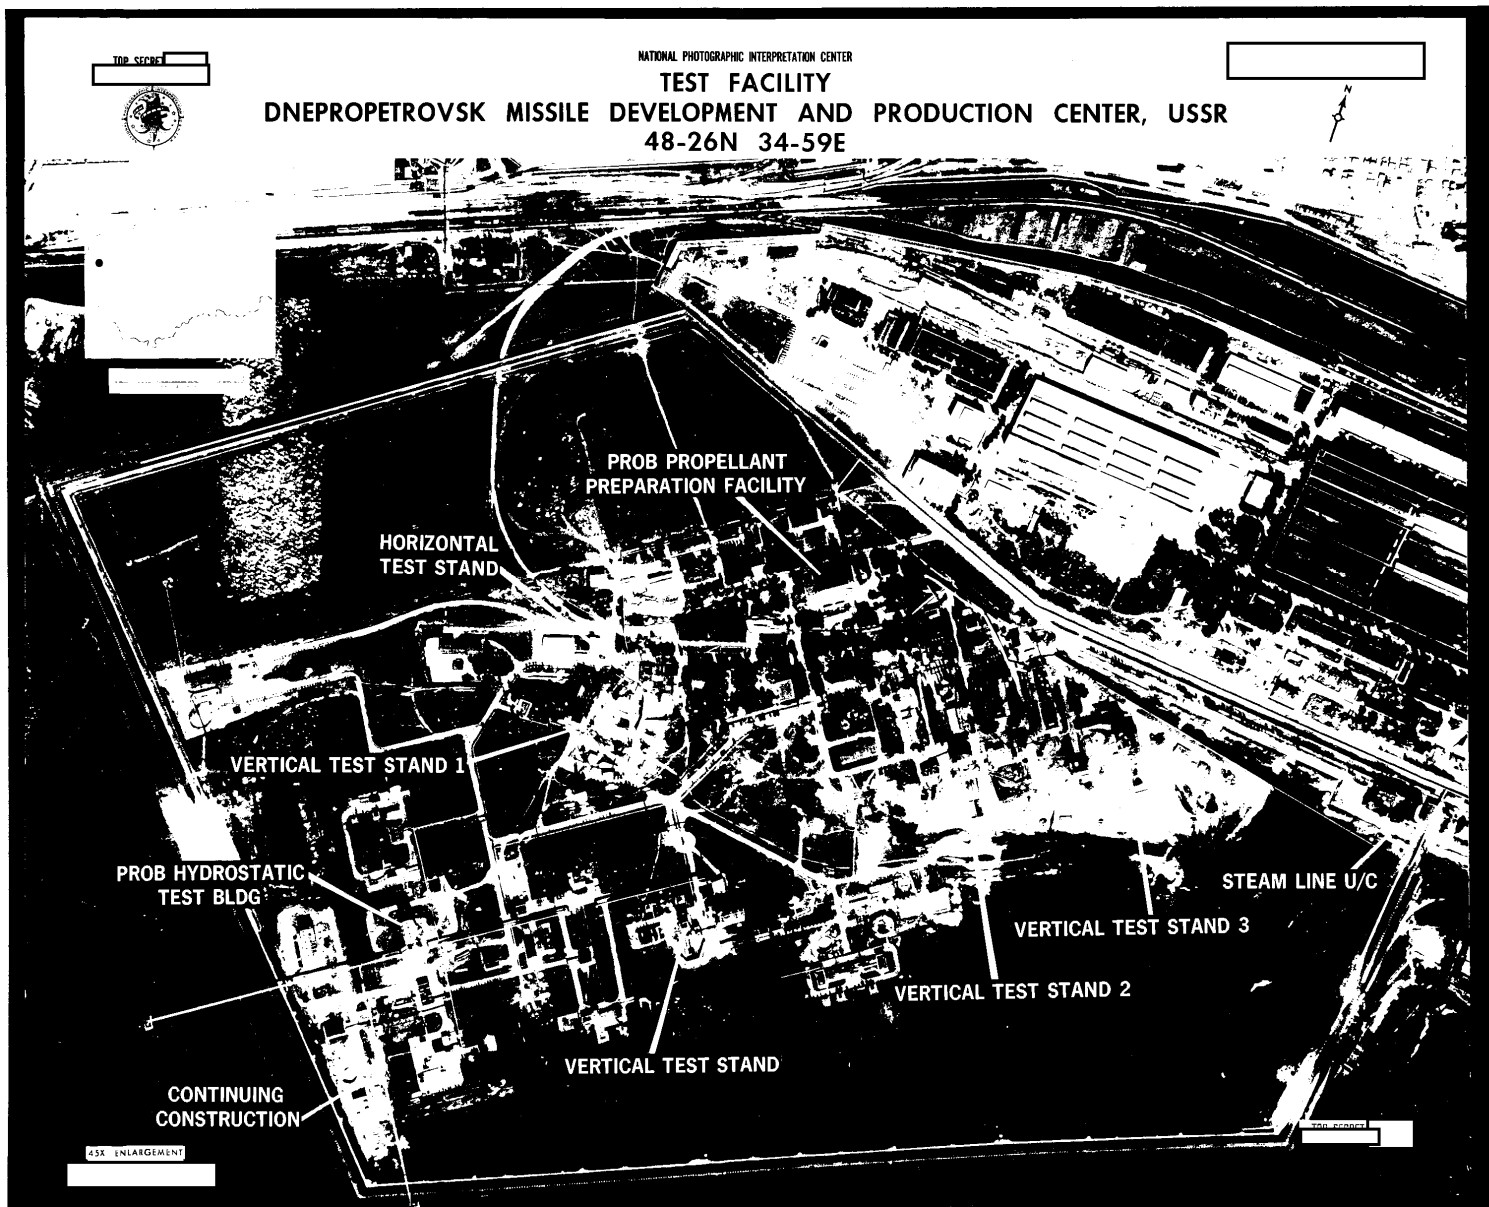 TOP SECRET
NATIONAL PHOTOGRAPHIC INTERPRETATION CENTER
TEST FACILITY
DNEPROPETROVSK MISSILE DEVELOPMENT AND PRODUCTION CENTER, USSR
48-26N 34-59E
N
PROB PROPELLANT
PREPARATION FACILITY
HORIZONTAL
TEST STAND
VERTICAL TEST STAND 1
PROB HYDROSTATIC
TEST BLDG
STEAM LINE U/C
VERTICAL TEST STAND 3
VERTICAL TEST STAND 2
VERTICAL TEST STAND
CONTINUING
CONSTRUCTION
TOP SECRET
45X ENLARGEMENT